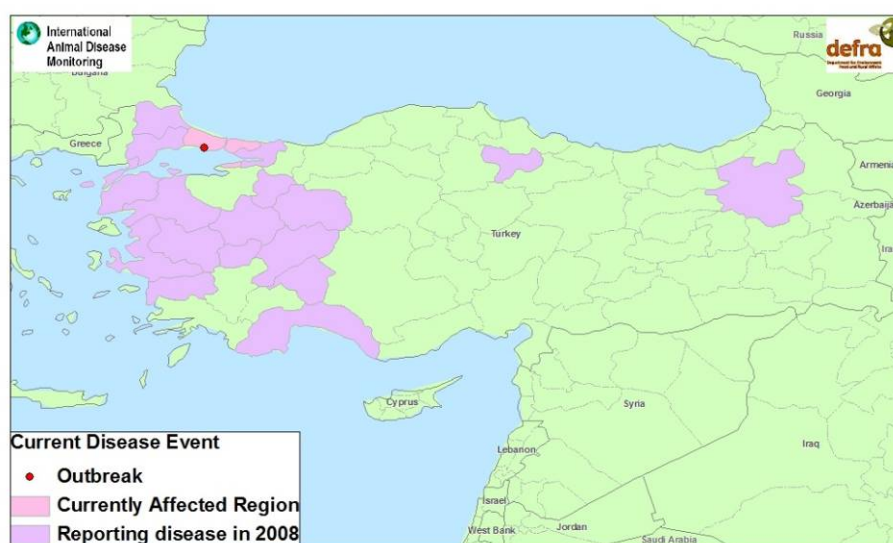 International
Animal Disease
Monitoring
defra
Russia
Bulgaria
Georgia
Greece
Armenia
Azerbaija
Turkey
Cyprus
Syria
Iraq
Lebanon
Israel
West Bank
Jordan
Saudi Arabia
Current Disease Event
Outbreak
Currently Affected Region
Reporting disease in 2008